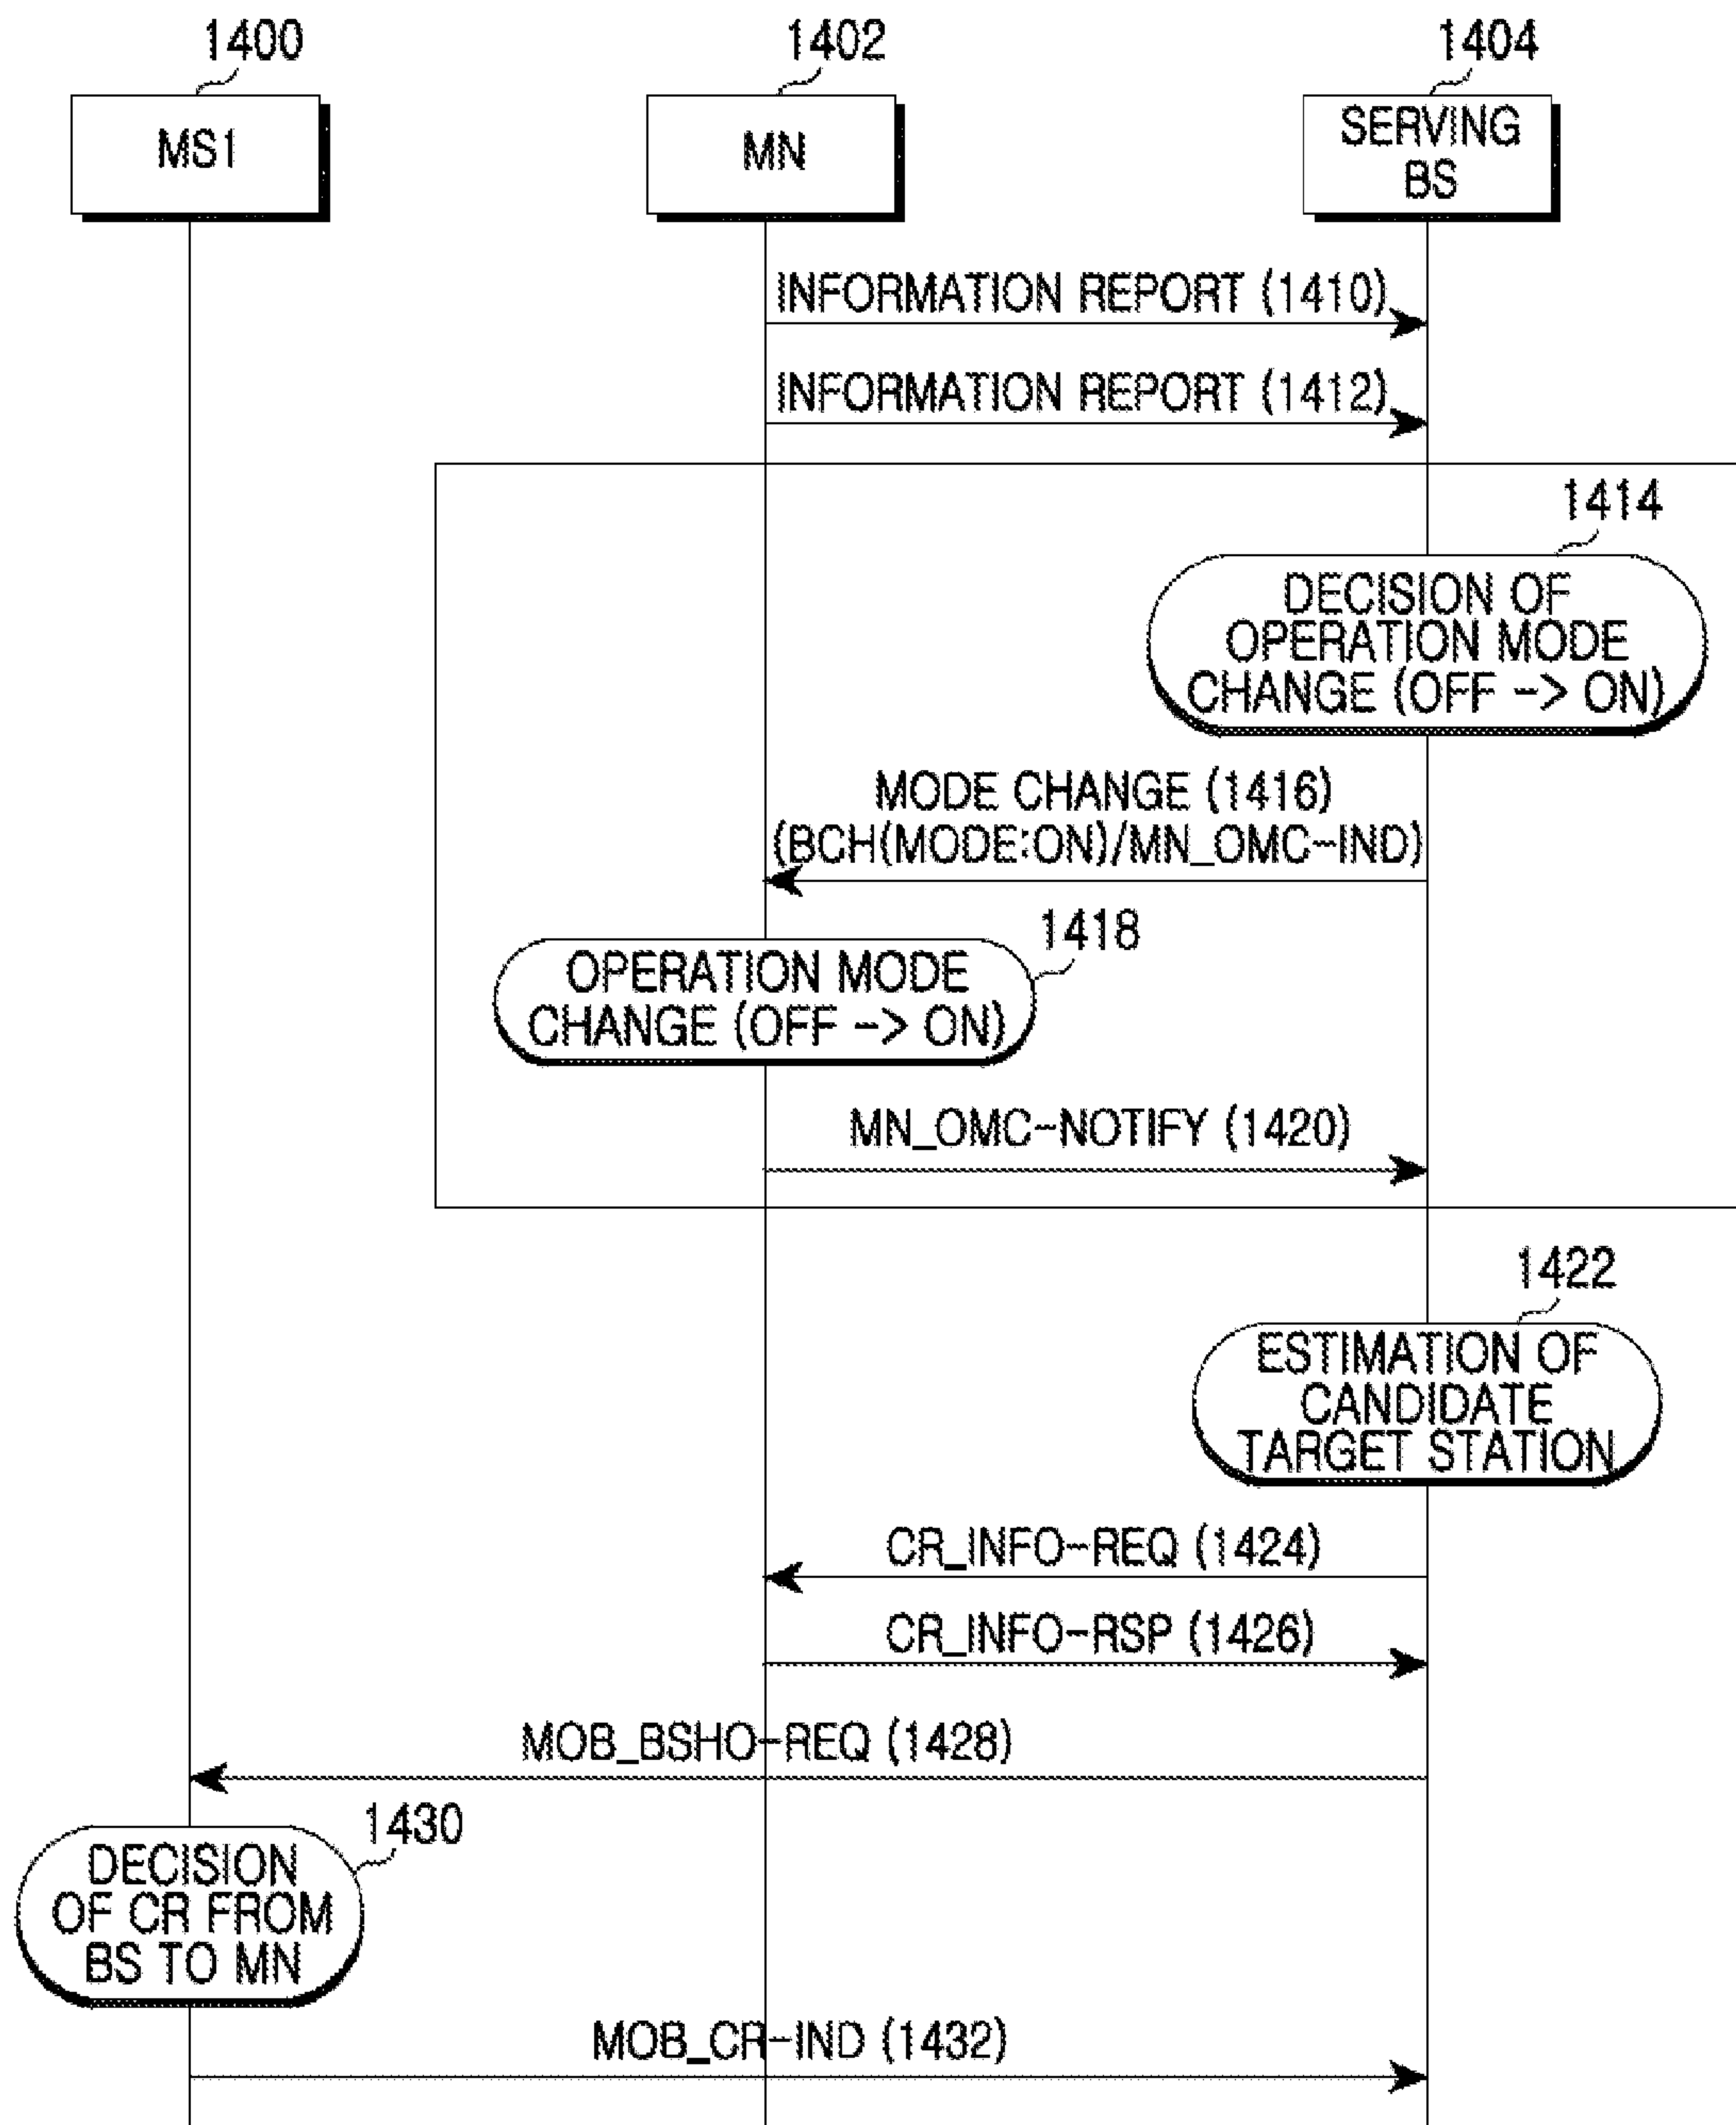 1400
1402
1404
MS1
MN
SERVING
BS
INFORMATION REPORT (1410)
INFORMATION REPORT (1412)
1414
DECISION OF
OPERATION MODE
CHANGE (OFF -> ON)
MODE CHANGE (1416)
(BCH(MODE:ON)/MN_OMC-IND)
1418
OPERATION MODE
CHANGE (OFF -> ON)
MN_OMC-NOTIFY (1420)
1422
ESTIMATION OF
CANDIDATE
TARGET STATION
CR_INFO-REQ (1424)
CR_INFO-RSP (1426)
MOB_BSHO-REQ (1428)
1430
DECISION
OF CR FROM
BS TO MN
MOB_CR-IND (1432)